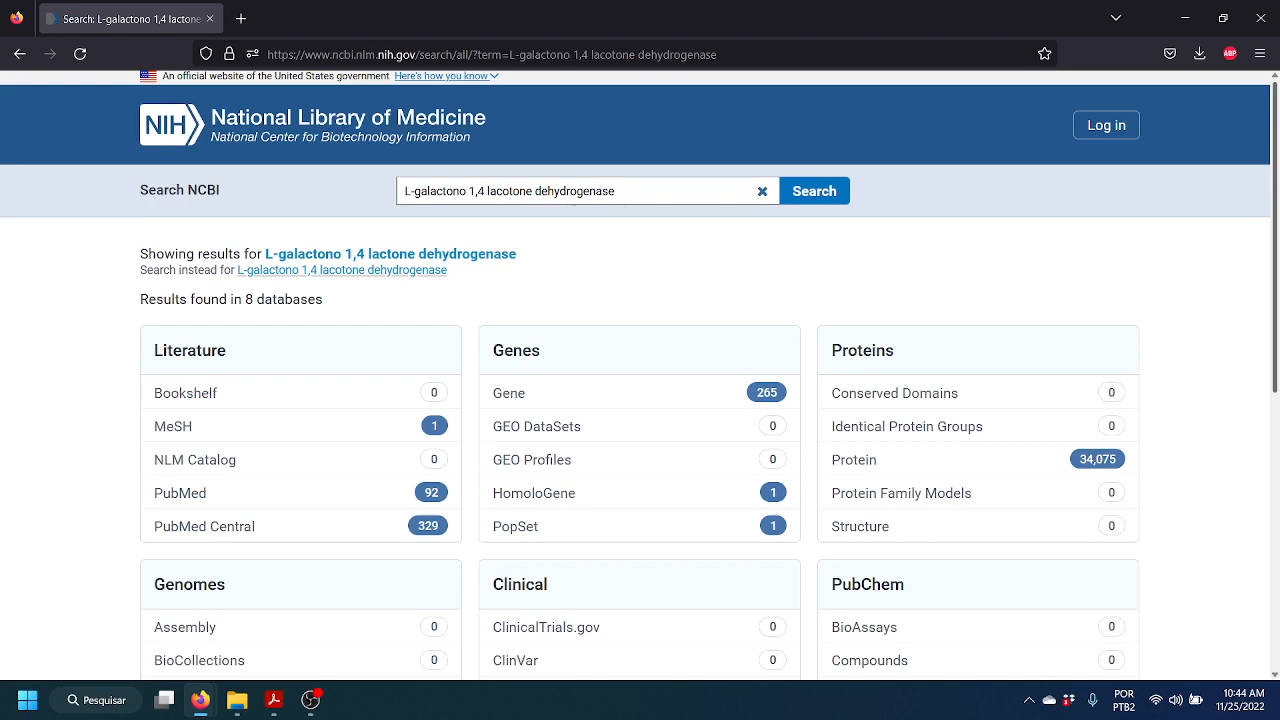 Search: L-galactono 1,4 lacotone
https://www.ncbi.nlm.nih.gov/search/all/?term=L-galactono 1,4 lacotone dehydrogenase
ABP
An official website of the United States government Here's how you know
NIH National Library of Medicine
National Center for Biotechnology Information
Log in
Search NCBI
L-galactono 1,4 lacotone dehydrogenase
Search
Showing results for L-galactono 1,4 lactone dehydrogenase
Search instead for L-galactono 1,4 lacotone dehydrogenase
Results found in 8 databases
Literature
Bookshelf 0
MeSH 1
NLM Catalog 0
PubMed 92
PubMed Central 329
Genes
Gene 265
GEO DataSets 0
GEO Profiles 0
HomoloGene 1
PopSet 1
Proteins
Conserved Domains 0
Identical Protein Groups 0
Protein 34,075
Protein Family Models 0
Structure 0
Genomes
Assembly 0
BioCollections 0
Clinical
ClinicalTrials.gov 0
ClinVar 0
PubChem
BioAssays 0
Compounds 0
Pesquisar
POR
PTB2
10:44 AM
11/25/2022